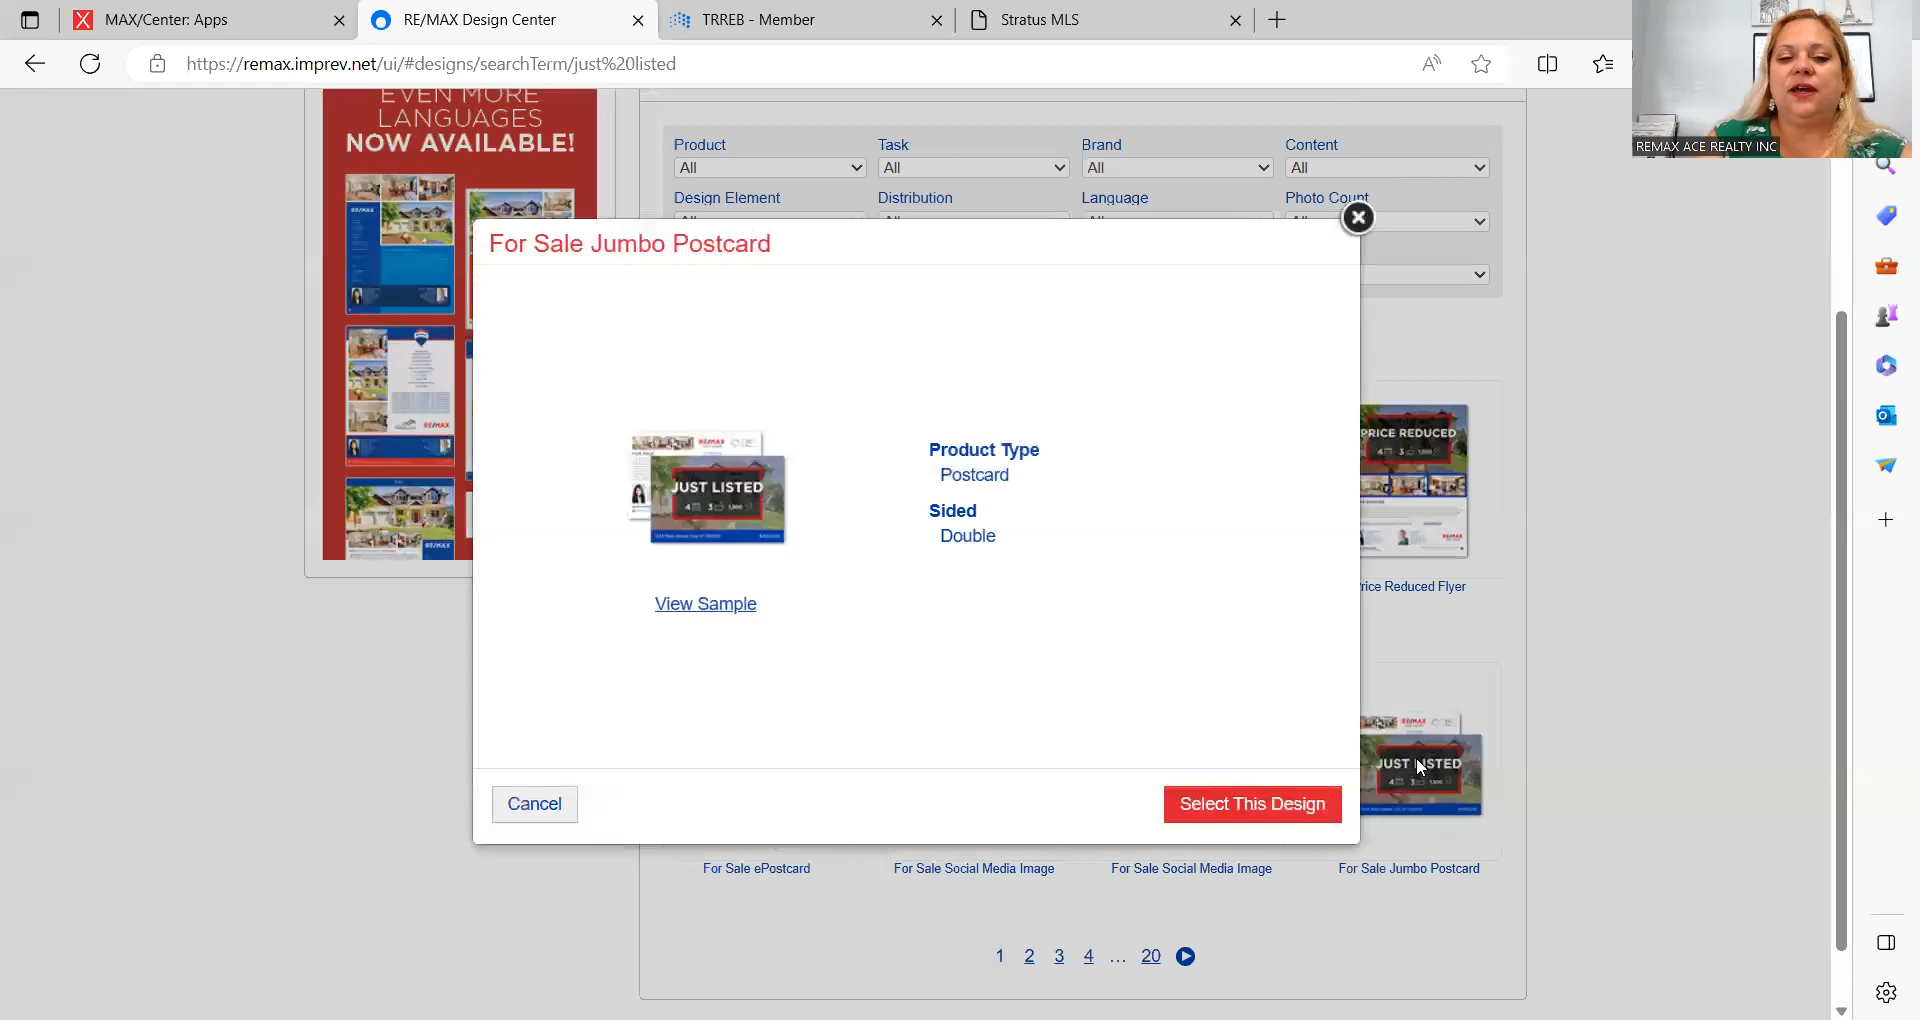 MAX/Center: Apps
RE/MAX Design Center
TRREB - Member
Stratus MLS
https://remax.imprev.net/ui/#designs/searchTerm/just%20listed
REMAX ACE REALTY INC
EVEN MORE
LANGUAGES
NOW AVAILABLE!
Product
Task
Brand
Content
All
All
All
All
Design Element
Distribution
Language
Photo Count
For Sale Jumbo Postcard
JUST LISTED
View Sample
Product Type
Postcard
Sided
Double
Cancel
Select This Design
PRICE REDUCED
Price Reduced Flyer
JUST LISTED
For Sale ePostcard
For Sale Social Media Image
For Sale Social Media Image
For Sale Jumbo Postcard
1 2 3 4 ... 20